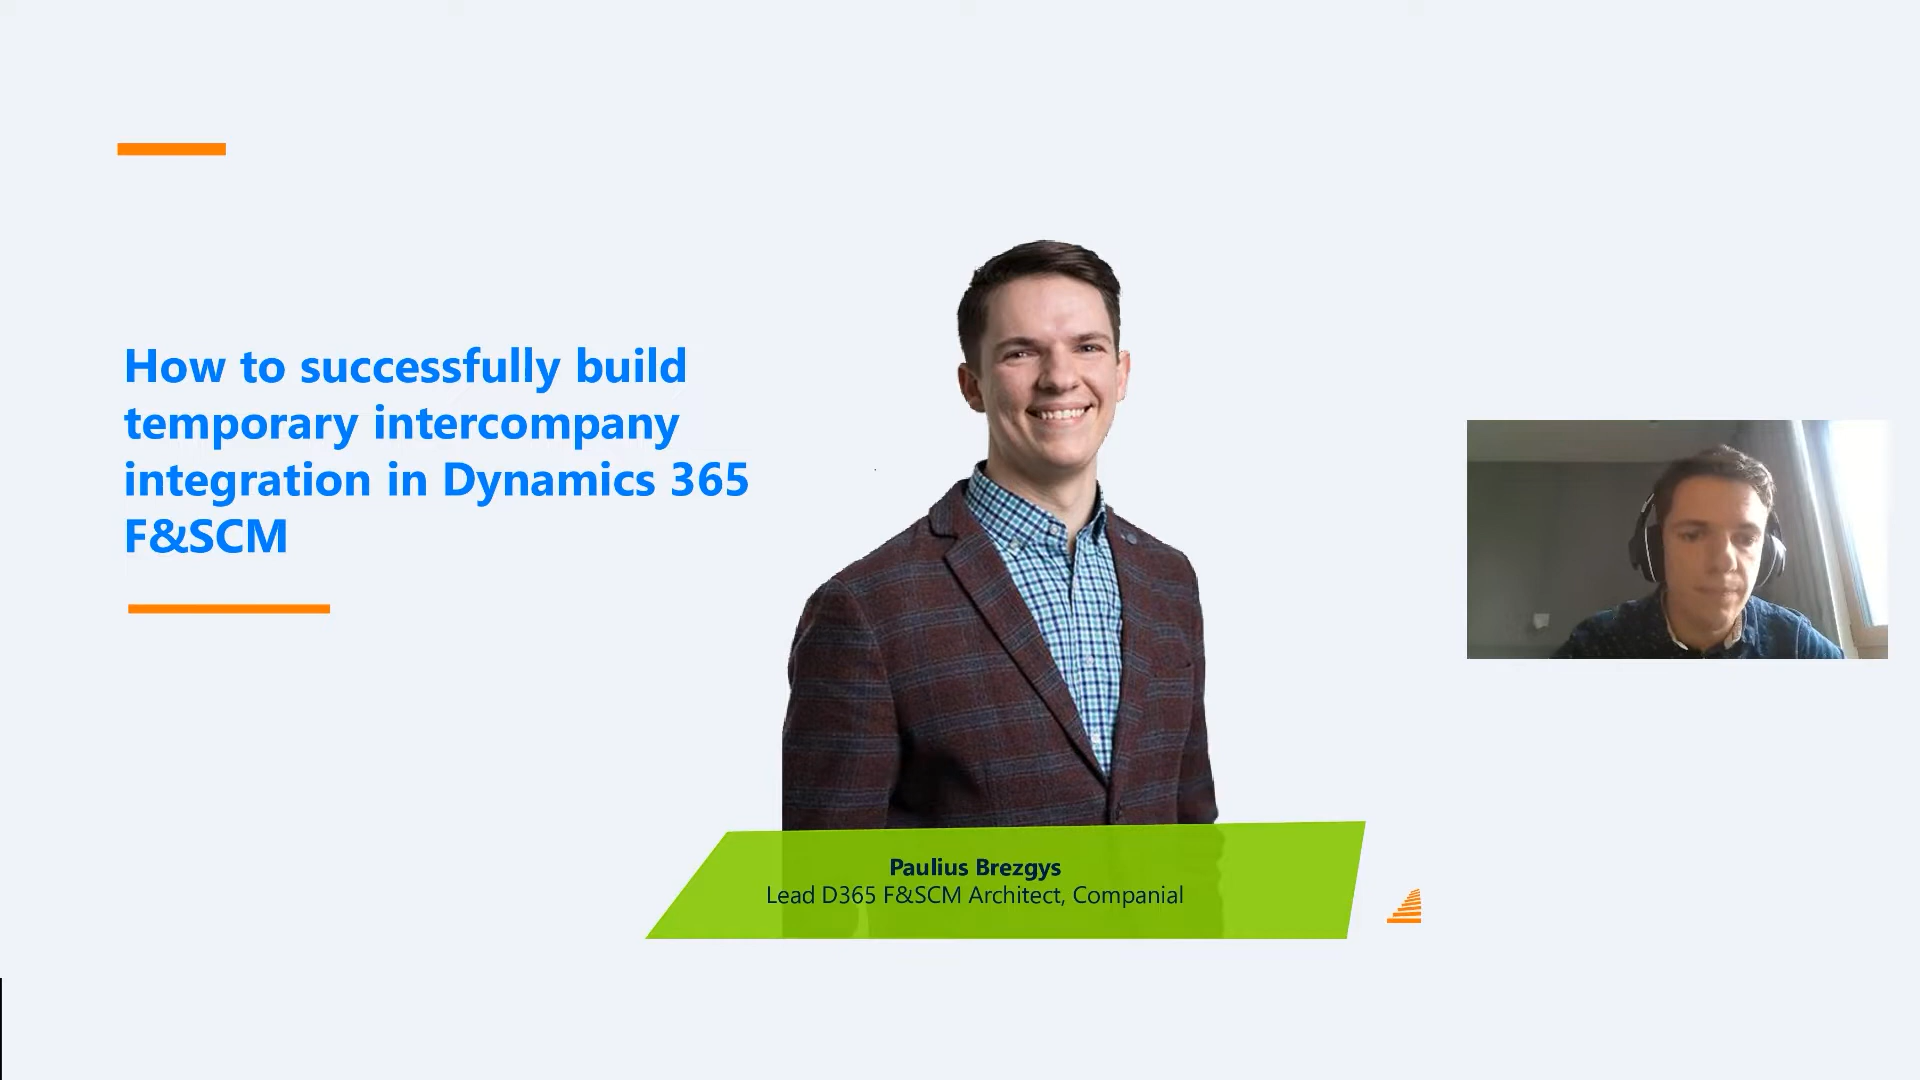 How to successfully build
temporary intercompany
integration in Dynamics 365
F&SCM
Paulius Brezgys
Lead D365 F&SCM Architect, Companial